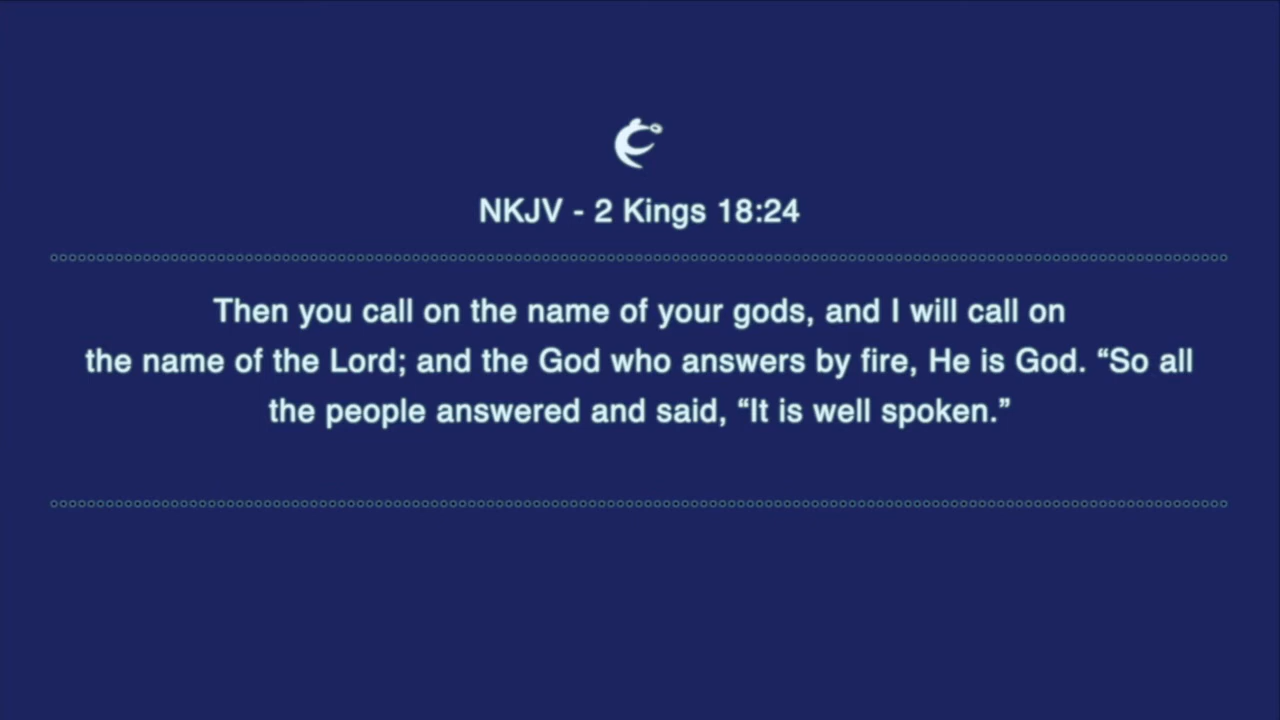 NKJV - 2 Kings 18:24
Then you call on the name of your gods, and I will call on
the name of the Lord; and the God who answers by fire, He is God. “So all
the people answered and said, “It is well spoken.”